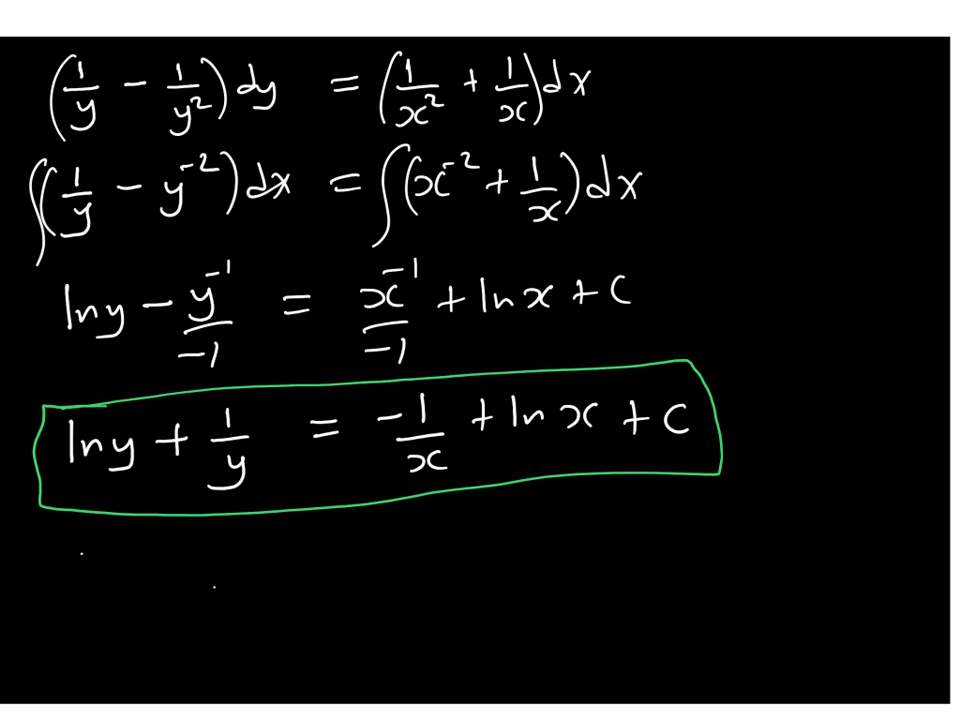 (1/y - 1/y²) dy = (1/x² + 1/x) dx
∫(1/y - y⁻²) dx = ∫(x⁻² + 1/x) dx
ln y - y⁻¹/-1 = x⁻¹/-1 + ln x + C
ln y + 1/y = -1/x + ln x + C